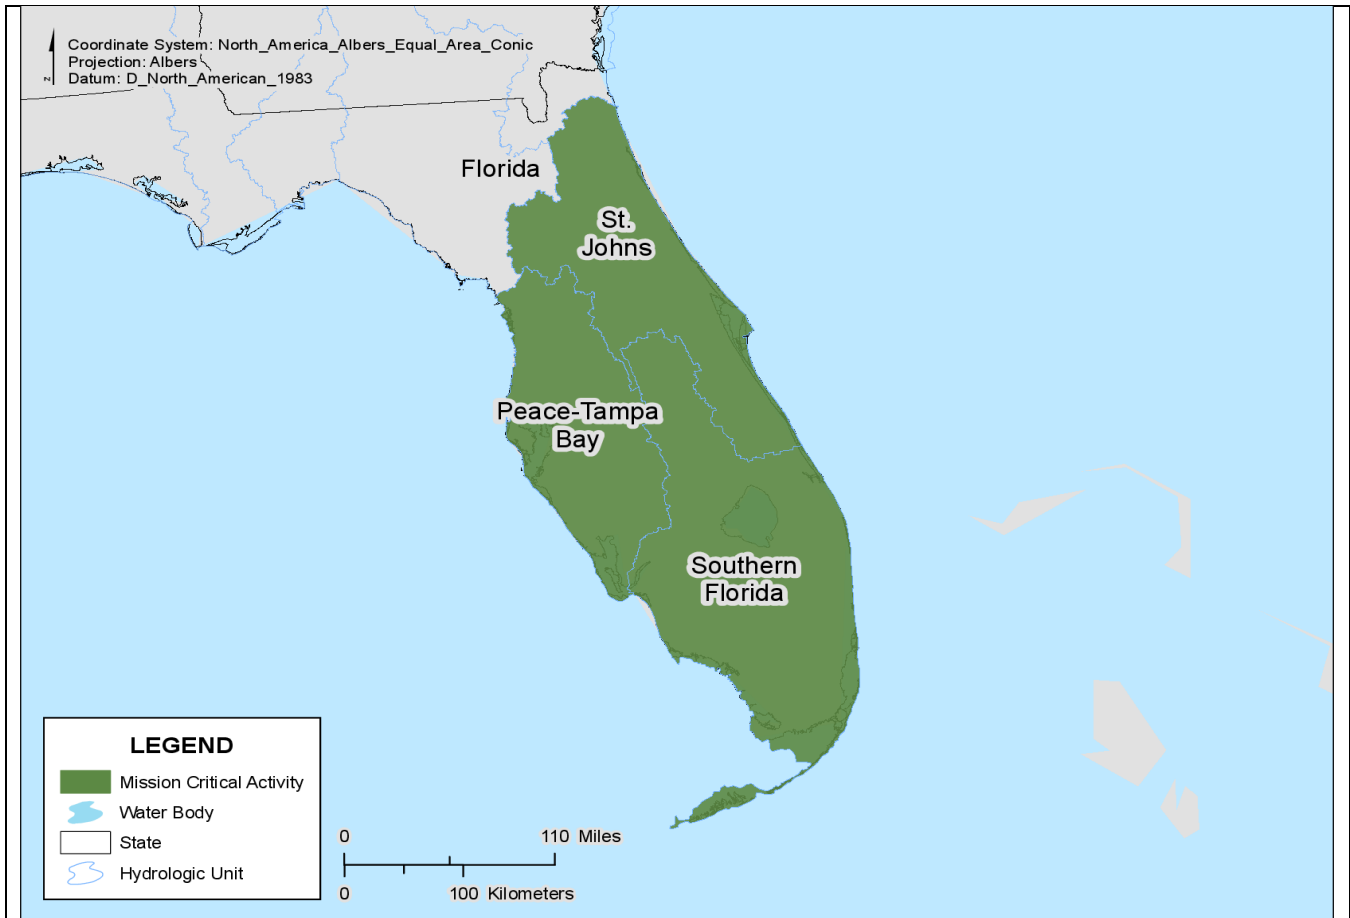 Coordinate System: North_America_Albers_Equal_Area_Conic
Projection: Albers
Datum: D_North_American_1983
N
Florida
St.
Johns
Peace-Tampa
Bay
Southern
Florida
LEGEND
Mission Critical Activity
Water Body
State
Hydrologic Unit
0 110 Miles
0 100 Kilometers